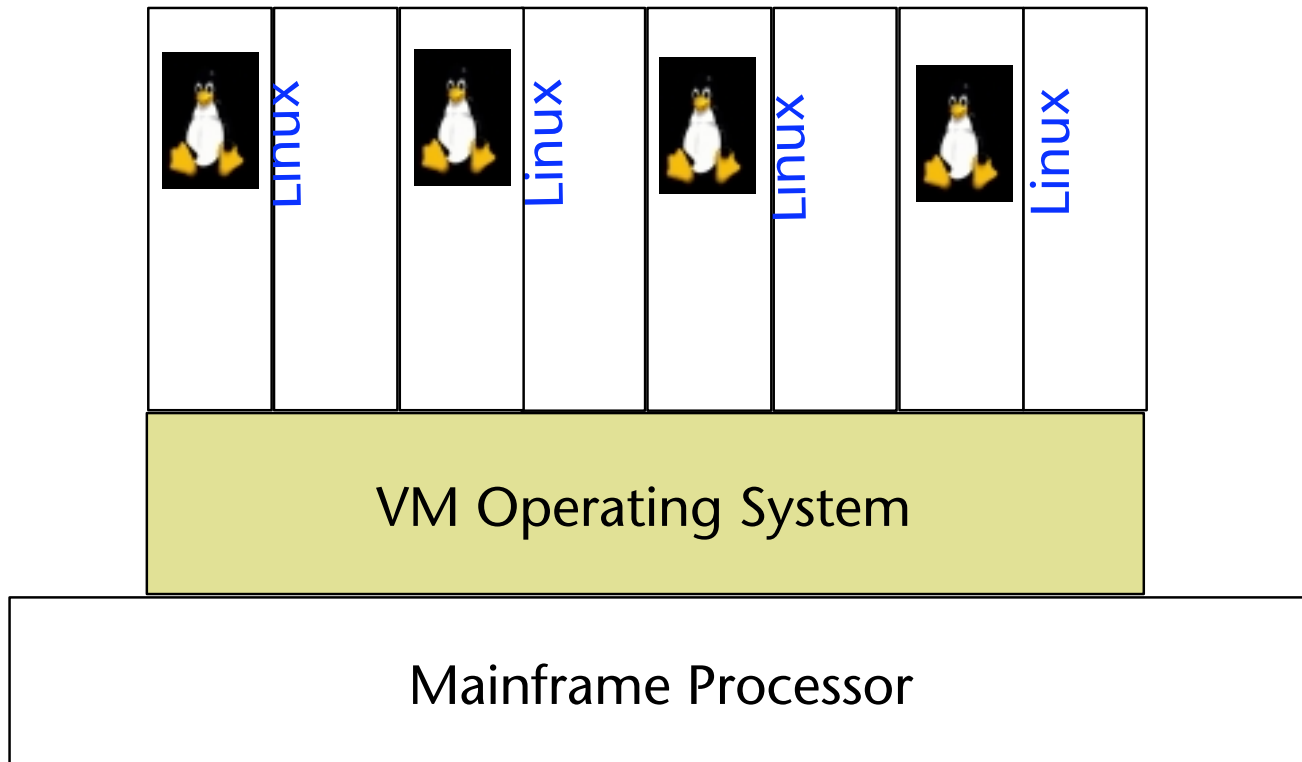 Linux
Linux
Linux
Linux
VM Operating System
Mainframe Processor